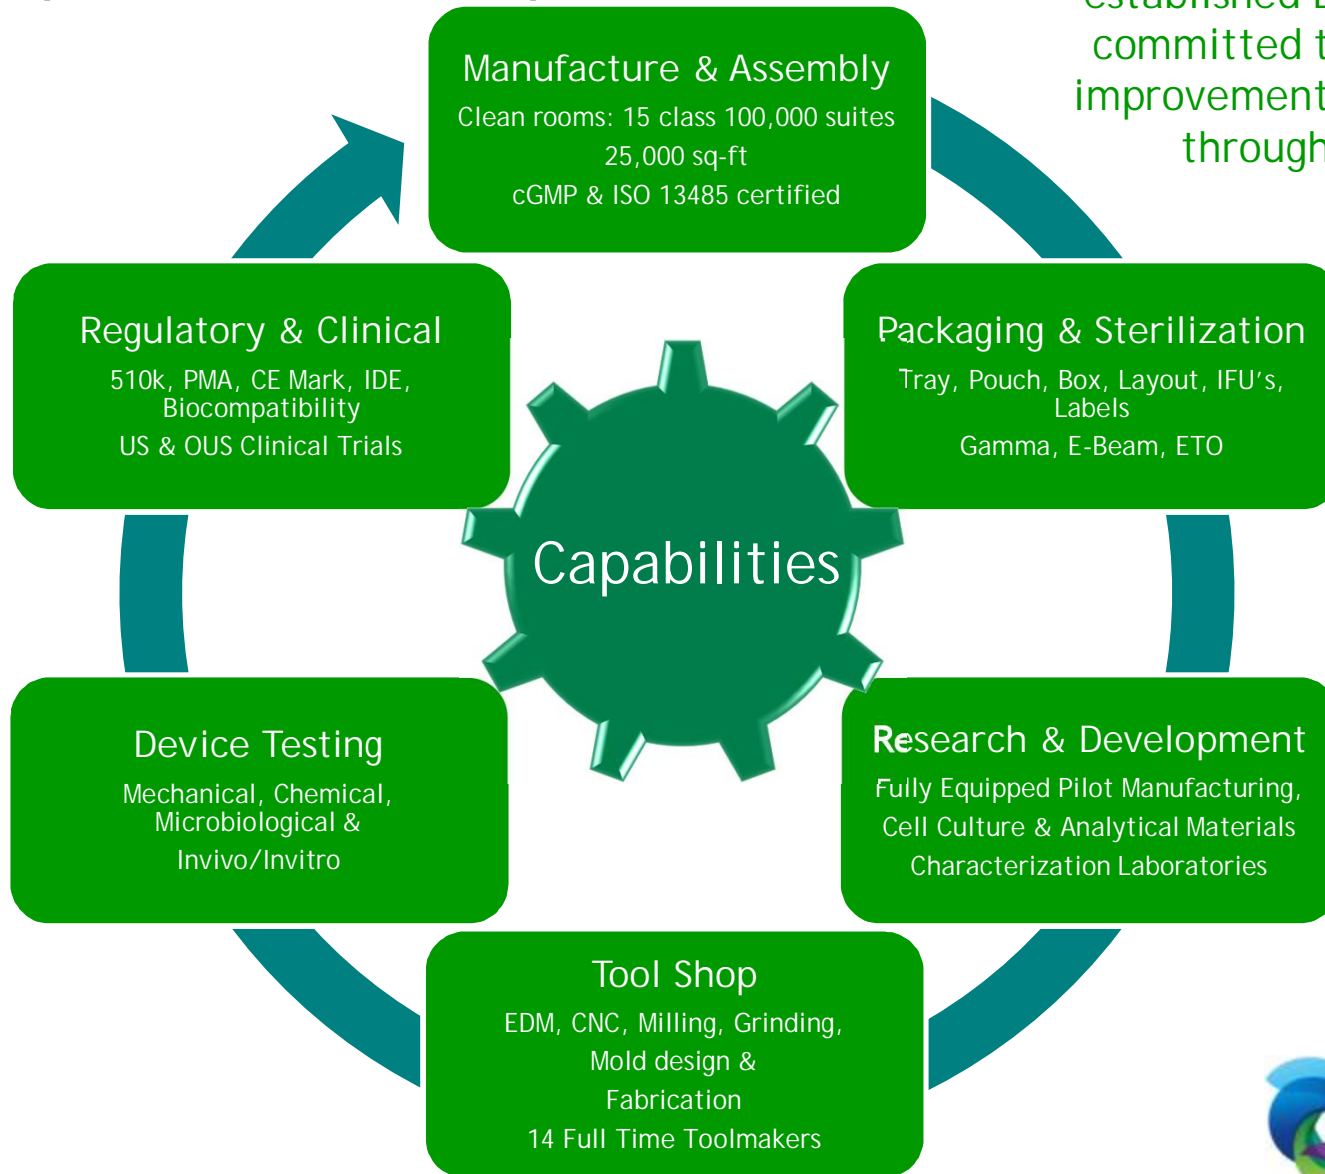 committed
improvement
through
Manufacture & Assembly
Clean rooms: 15 class 100,000 suites
25,000 sq-ft
cGMP & ISO 13485 certified
Regulatory & Clinical
510k, PMA, CE Mark, IDE,
Biocompatibility
US & OUS Clinical Trials
Packaging & Sterilization
Tray, Pouch, Box, Layout, IFU's,
Labels
Gamma, E-Beam, ETO
Capabilities
Device Testing
Mechanical, Chemical,
Microbiological &
Invivo/Invitro
Research & Development
Fully Equipped Pilot Manufacturing,
Cell Culture & Analytical Materials
Characterization Laboratories
Tool Shop
EDM, CNC, Milling, Grinding,
Mold design &
Fabrication
14 Full Time Toolmakers